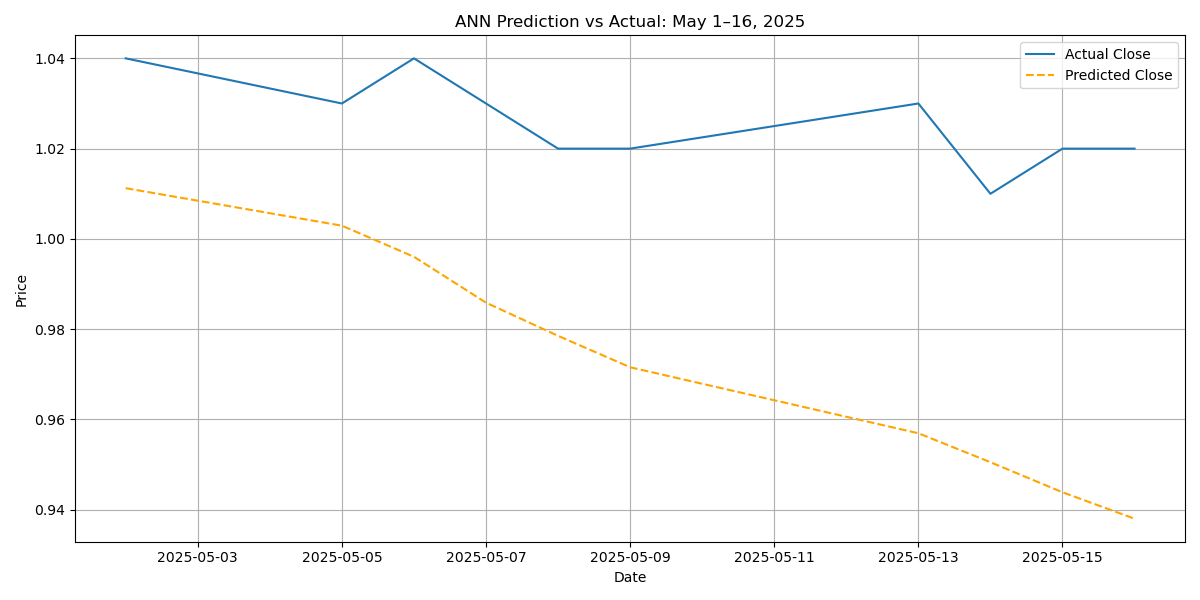 ANN Prediction vs Actual: May 1–16, 2025
Actual Close
Predicted Close
Price
1.04
1.02
1.00
0.98
0.96
0.94
2025-05-03
2025-05-05
2025-05-07
2025-05-09
2025-05-11
2025-05-13
2025-05-15
Date